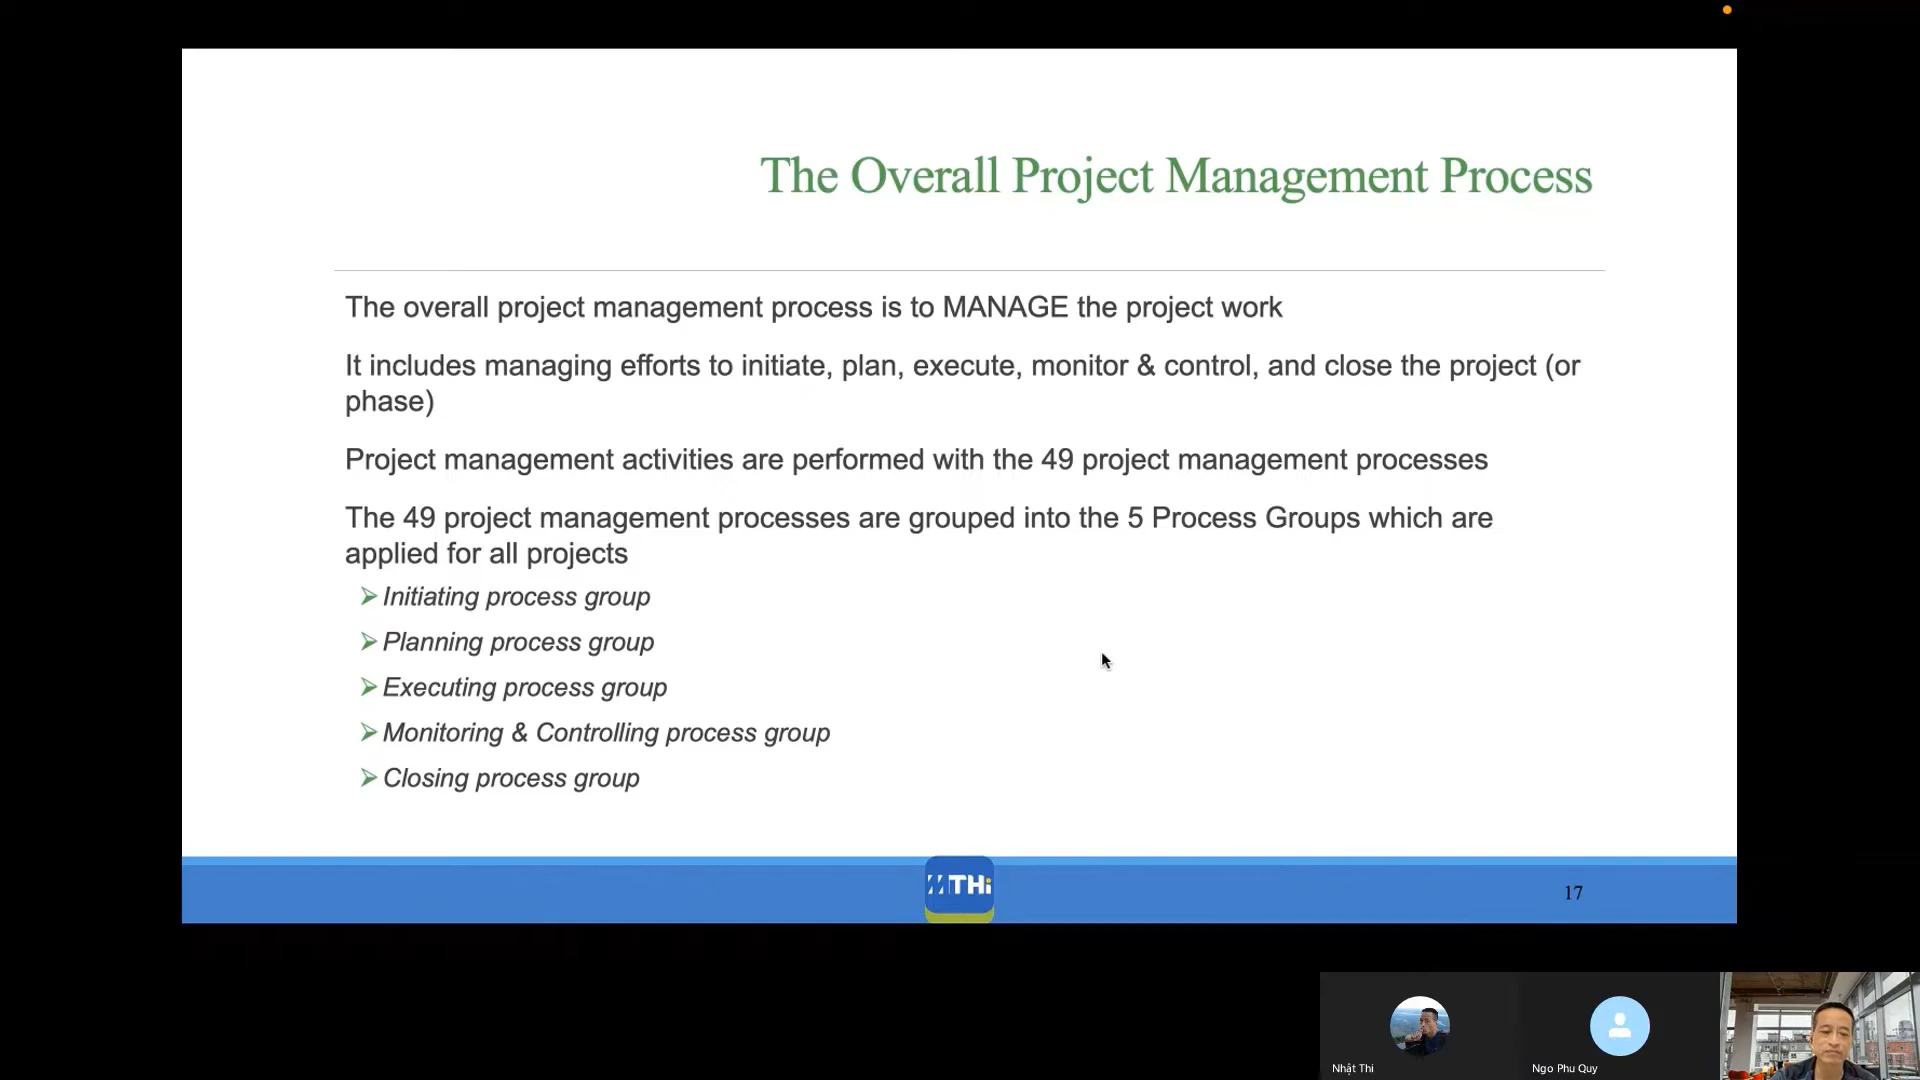 The Overall Project Management Process
The overall project management process is to MANAGE the project work
It includes managing efforts to initiate, plan, execute, monitor & control, and close the project (or
phase)
Project management activities are performed with the 49 project management processes
The 49 project management processes are grouped into the 5 Process Groups which are
applied for all projects
Initiating process group
Planning process group
Executing process group
Monitoring & Controlling process group
Closing process group
MTHi
17
Nhật Thi
Ngo Phu Quy